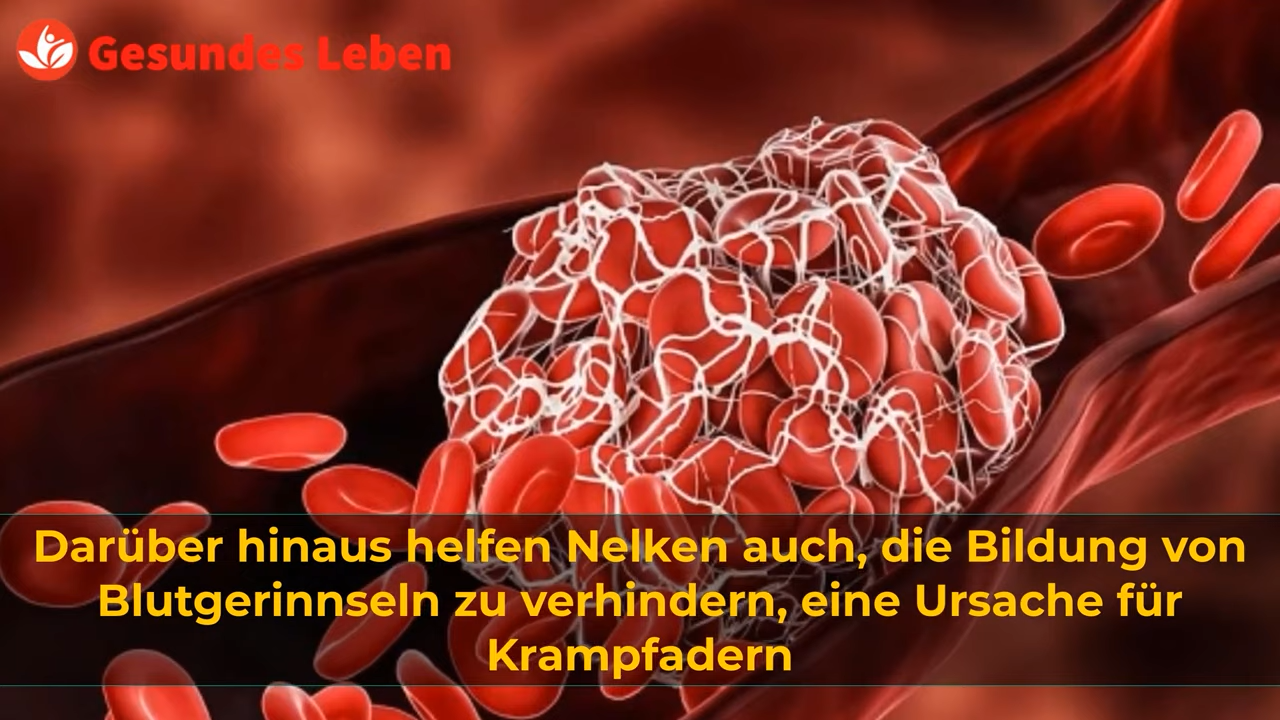 Gesundes Leben
Darüber hinaus helfen Nelken auch, die Bildung von
Blutgerinnseln zu verhindern, eine Ursache für
Krampfadern